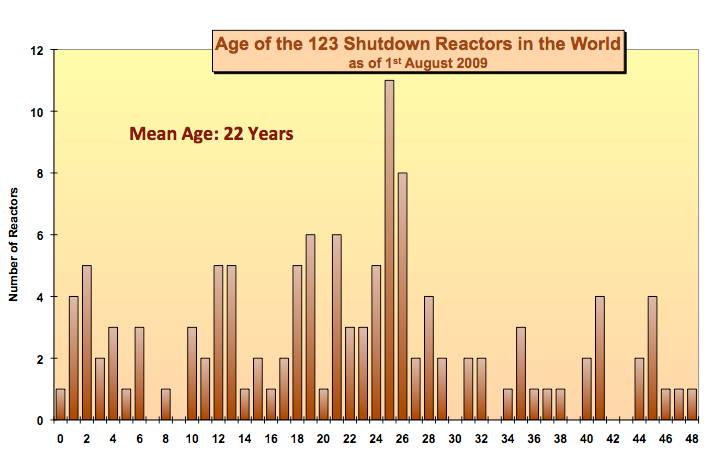 Age of the 123 Shutdown Reactors in the World
as of 1st August 2009
Mean Age: 22 Years
Number of Reactors
12
10
8
6
4
2
0
0 2 4 6 8 10 12 14 16 18 20 22 24 26 28 30 32 34 36 38 40 42 44 46 48